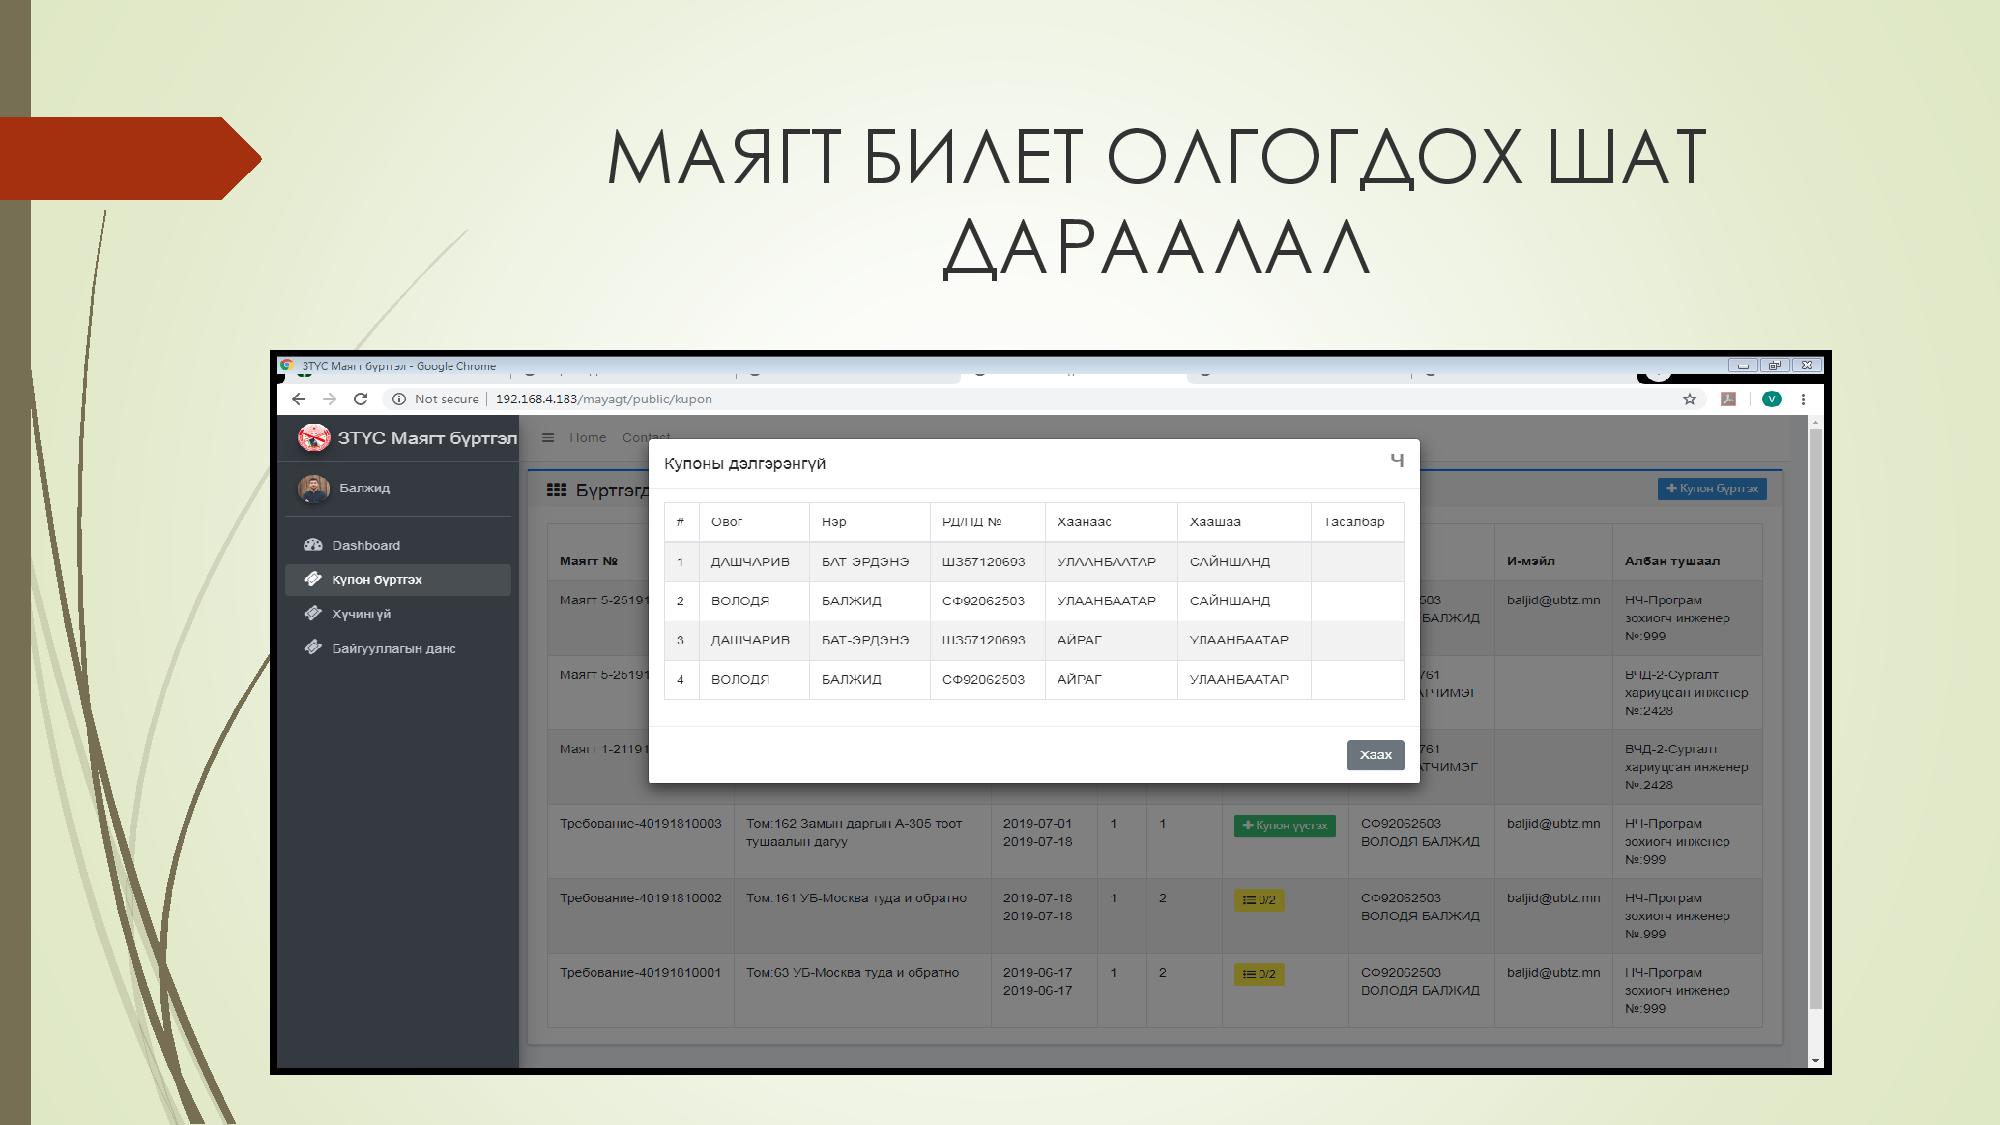 МАЯГТ БИЛЕТ ОЛГОГДОХ ШАТ
ДАРААЛАЛ
ЗТҮС Маягт бүртгэл - Google Chrome
Not secure | 192.168.4.183/mayagt/public/kupon
ЗТҮС Маягт бүртгэл
Home Contact
Балжид
Dashboard
Купон бүртгэх
Хүчингүй
Байгууллагын данс
Купоны дэлгэрэнгүй Ч
# Овог Нэр РД/ПД № Хаанаас Хаашаа Тасалбар
1 ДАШЧАРИВ БАТ-ЭРДЭНЭ ШЗ57120693 УЛААНБААТАР САЙНШАНД
2 ВОЛОДЯ БАЛЖИД СФ92062503 УЛААНБААТАР САЙНШАНД
3 ДАШЧАРИВ БАТ-ЭРДЭНЭ ШЗ57120693 АЙРАГ УЛААНБААТАР
4 ВОЛОДЯ БАЛЖИД СФ92062503 АЙРАГ УЛААНБААТАР
Хаах
Бүртгэгд
Купон бүртгэх
Маягт № И-мэйл Албан тушаал
Маягт 5-25191 503 baljid@ubtz.mn НЧ-Програм
БАЛЖИД зохиогч инженер
№:999
Маягт 5-25191 761 ВЧД-2-Сургалт
АТЧИМЭГ хариуцсан инженер
№:2428
Маягт 1-21191 761 ВЧД-2-Сургалт
АТЧИМЭГ хариуцсан инженер
№:2428
Требование-40191810003 Том:162 Замын даргын А-305 тоот 2019-07-01 1 1 Купон үүсгэх СФ92062503 baljid@ubtz.mn НЧ-Програм
тушаалын дагуу 2019-07-18 ВОЛОДЯ БАЛЖИД зохиогч инженер
№:999
Требование-40191810002 Том:161 УБ-Москва туда и обратно 2019-07-18 1 2 0/2 СФ92062503 baljid@ubtz.mn НЧ-Програм
2019-07-18 ВОЛОДЯ БАЛЖИД зохиогч инженер
№:999
Требование-40191810001 Том:63 УБ-Москва туда и обратно 2019-06-17 1 2 0/2 СФ92062503 baljid@ubtz.mn НЧ-Програм
2019-06-17 ВОЛОДЯ БАЛЖИД зохиогч инженер
№:999